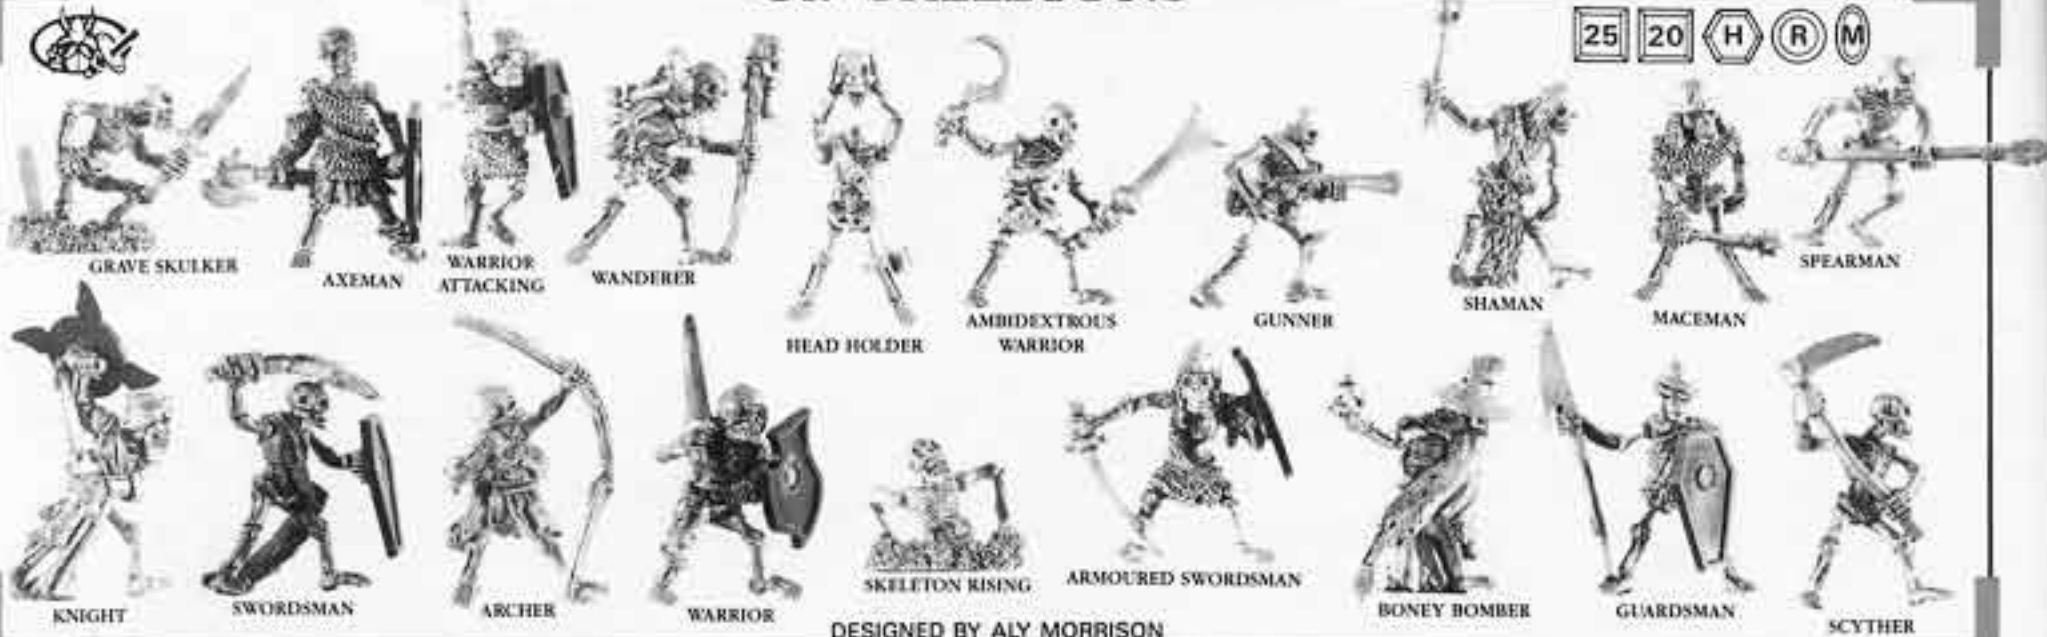 25 20 H R M
GRAVE SKULKER
AXEMAN
WARRIOR
ATTACKING
WANDERER
HEAD HOLDER
AMBIDEXTROUS
WARRIOR
GUNNER
SHAMAN
MACEMAN
SPEARMAN
KNIGHT
SWORDSMAN
ARCHER
WARRIOR
SKELETON RISING
ARMOURED SWORDSMAN
BONEY BOMBER
GUARDSMAN
SCYTHER
DESIGNED BY ALY MORRISON